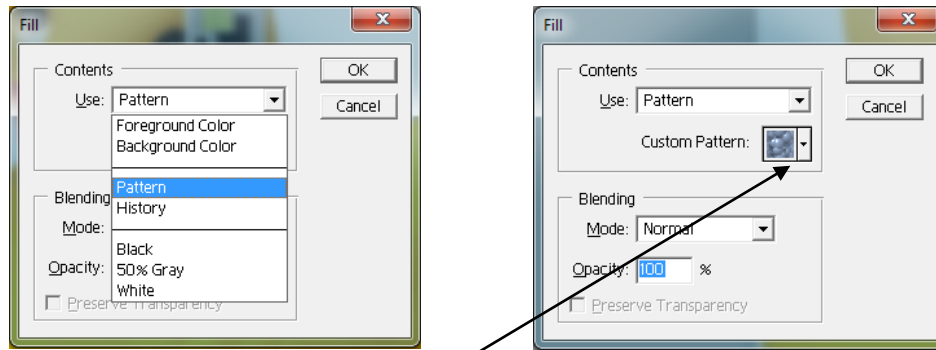 Fill
Contents
Use: Pattern
Foreground Color
Background Color
Pattern
History
Black
50% Gray
White
Blending
Mode:
Opacity:
Preserve Transparency
OK
Cancel
Fill
Contents
Use: Pattern
Custom Pattern:
Blending
Mode: Normal
Opacity: 100 %
Preserve Transparency
OK
Cancel